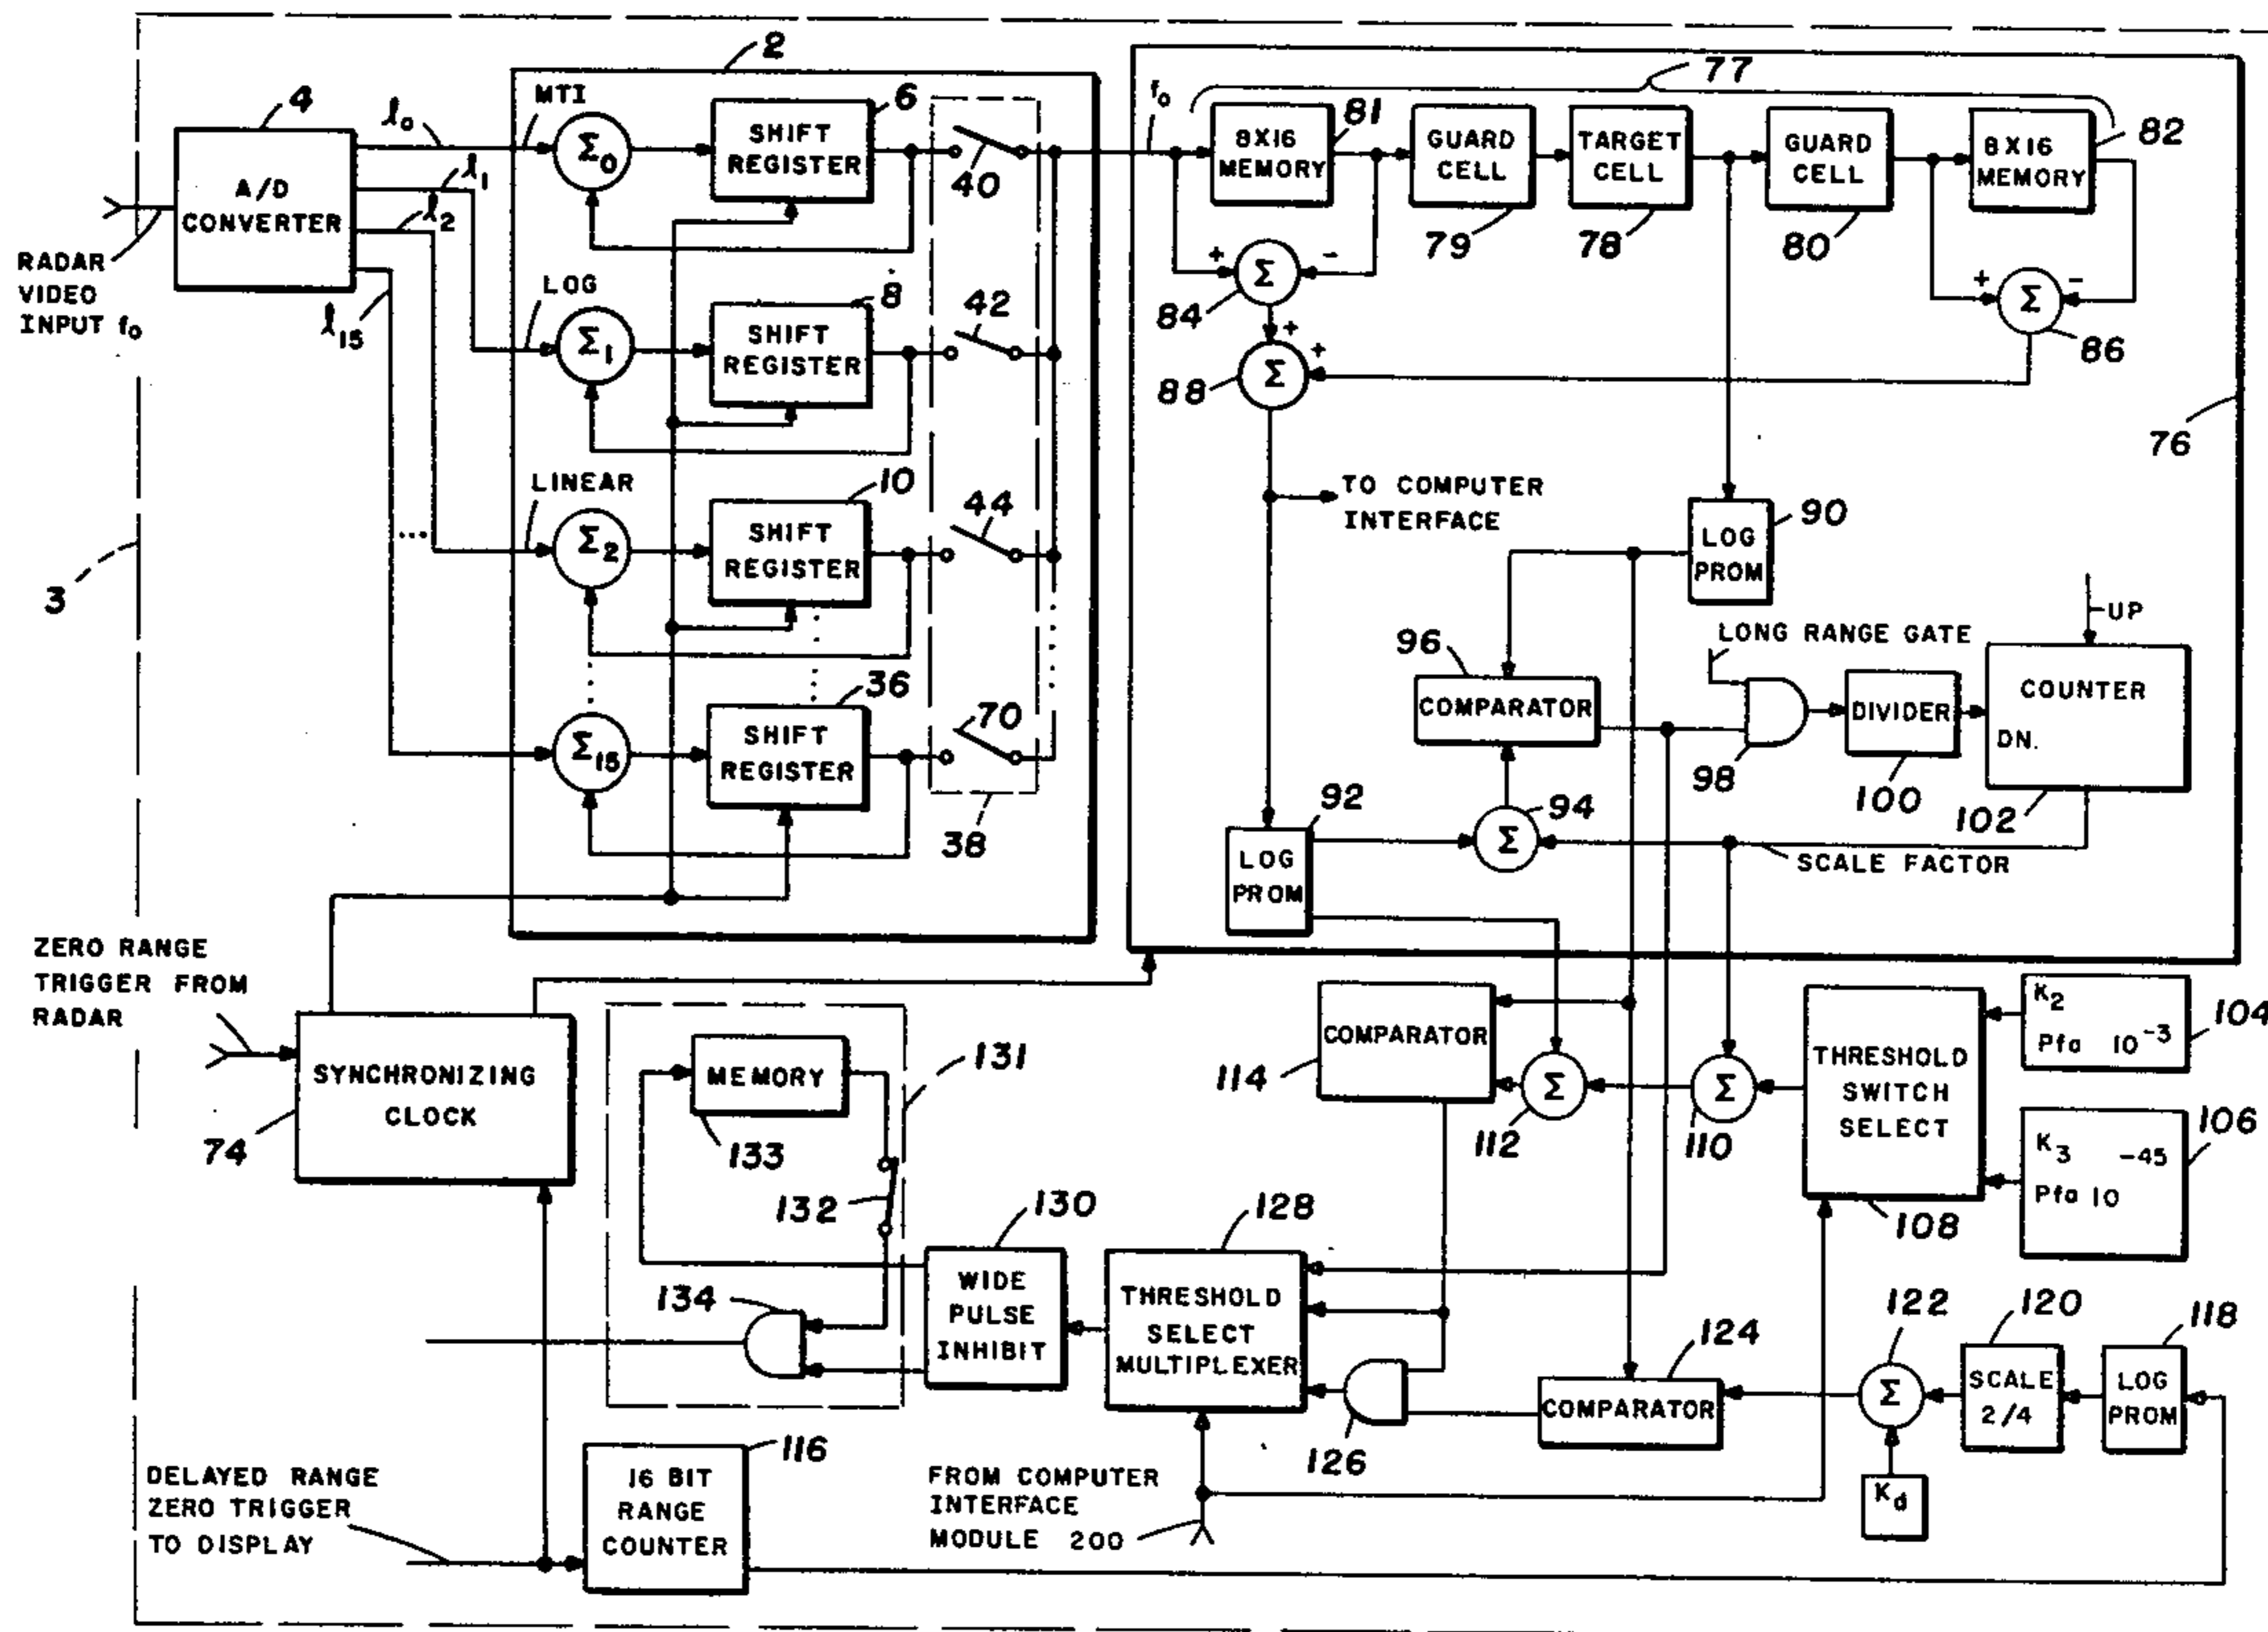 2
77
4
l₀
MTI
6
f₀
81
82
Σ₀
SHIFT
REGISTER
8X16
MEMORY
GUARD
CELL
TARGET
CELL
GUARD
CELL
8X16
MEMORY
A/D
CONVERTER
l₁
l₂
40
79
78
80
RADAR
VIDEO
INPUT f₀
l₁₅
LOG
8
42
+
Σ
-
84
+
Σ
-
86
Σ₁
SHIFT
REGISTER
+
+
88
Σ
76
LINEAR
10
44
TO COMPUTER
INTERFACE
90
LOG
PROM
...
Σ₂
SHIFT
REGISTER
3
UP
LONG RANGE GATE
96
36
70
COMPARATOR
DIVIDER
COUNTER
DN.
Σ₁₅
SHIFT
REGISTER
98
100
102
92
94
38
LOG
PROM
Σ
SCALE FACTOR
ZERO RANGE
TRIGGER FROM
RADAR
K₂
Pfa 10⁻³
104
COMPARATOR
THRESHOLD
SWITCH
SELECT
SYNCHRONIZING
CLOCK
MEMORY
131
114
Σ
Σ
74
133
112
110
K₃ -45
Pfa 10
106
132
130
128
108
WIDE
PULSE
INHIBIT
THRESHOLD
SELECT
MULTIPLEXER
134
122
120
118
124
Σ
SCALE
2/4
LOG
PROM
COMPARATOR
126
116
DELAYED RANGE
ZERO TRIGGER
TO DISPLAY
16 BIT
RANGE
COUNTER
FROM COMPUTER
INTERFACE
MODULE 200
Kd